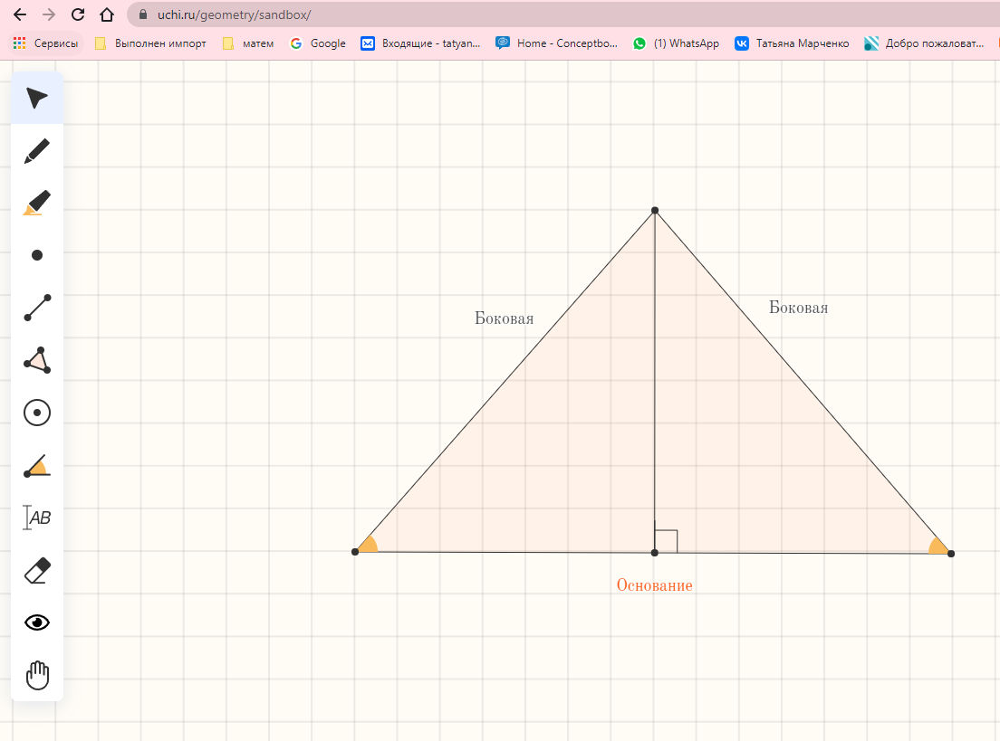 uchi.ru/geometry/sandbox/
Сервисы Выполнен импорт матем Google Входящие - tatyan... Home - Conceptbo... (1) WhatsApp Татьяна Марченко Добро пожаловат...
Боковая
Боковая
AB
Основание